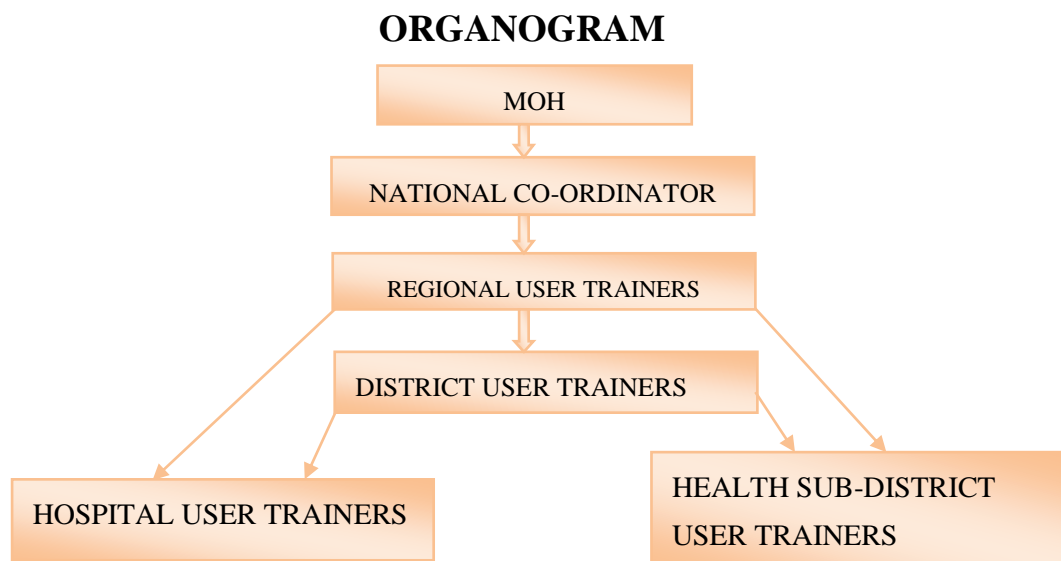 ORGANOGRAM
MOH
NATIONAL CO-ORDINATOR
REGIONAL USER TRAINERS
DISTRICT USER TRAINERS
HOSPITAL USER TRAINERS
HEALTH SUB-DISTRICT
USER TRAINERS